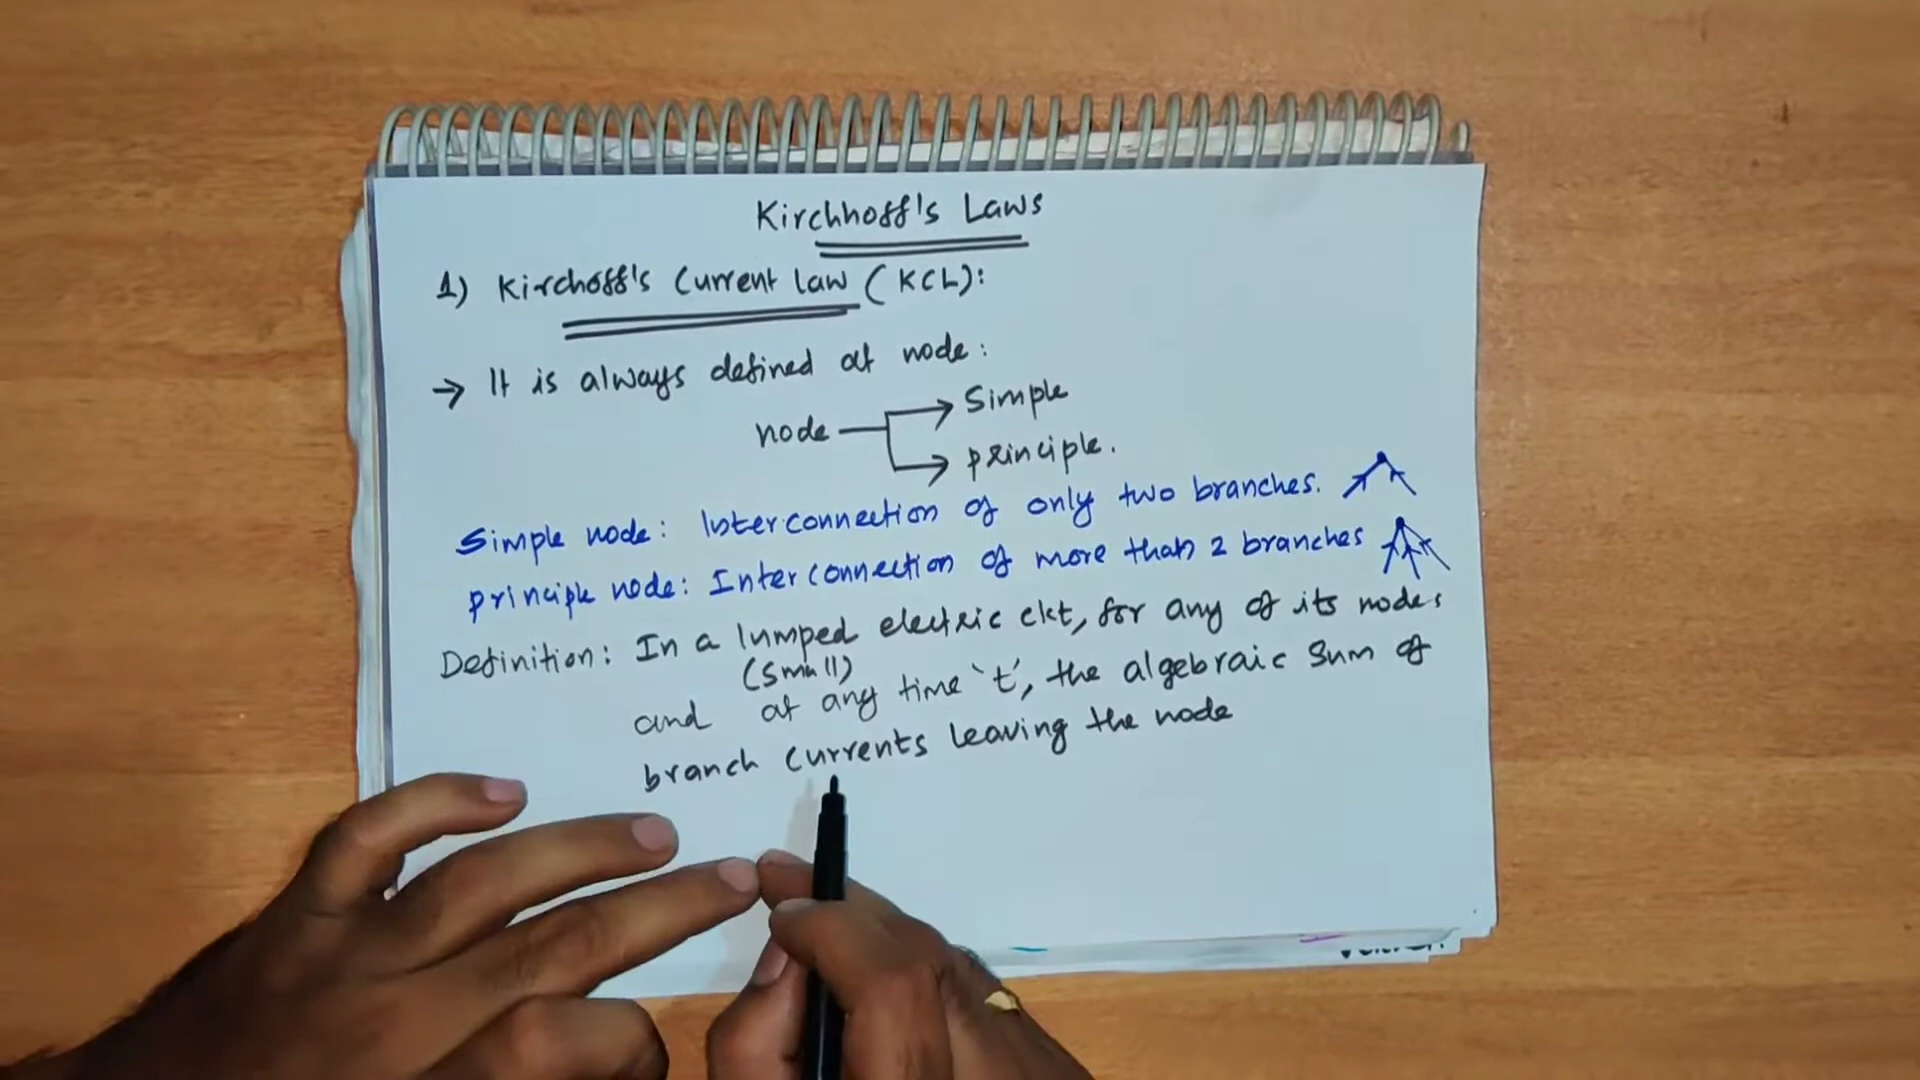 Kirchhoff's Laws
1) Kirchoff's Current law (KCL):
→ It is always defined at node:
Simple
node
principle.
Simple node: Interconnection of only two branches.
principle node: Interconnection of more than 2 branches
Definition: In a lumped electric ckt, for any of its nodes
(small)
and at any time 't', the algebraic sum of
branch currents leaving the node